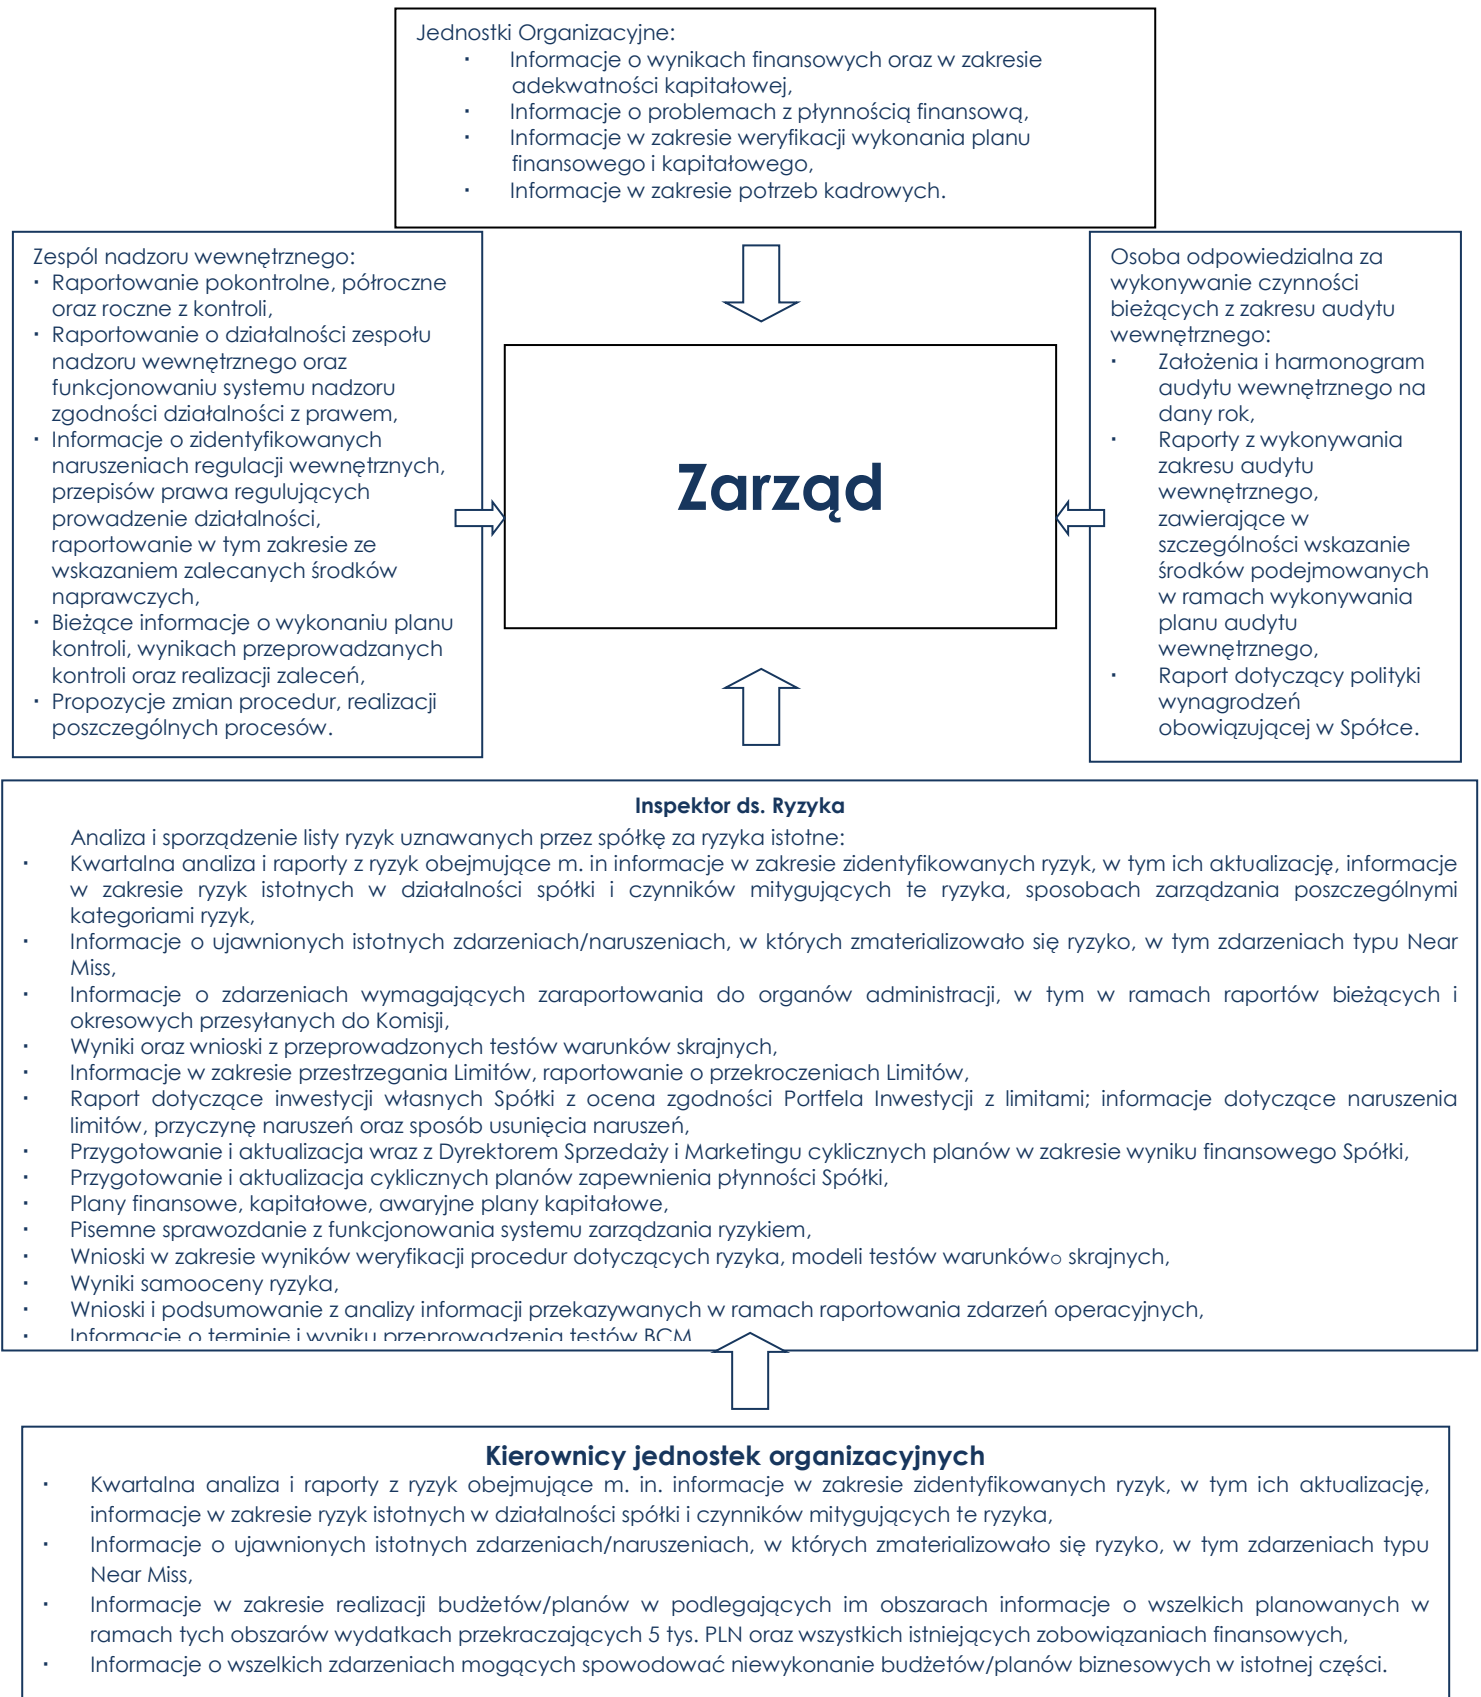 Jednostki Organizacyjne:
· Informacje o wynikach finansowych oraz w zakresie
adekwatności kapitałowej,
· Informacje o problemach z płynnością finansową,
· Informacje w zakresie weryfikacji wykonania planu
finansowego i kapitałowego,
· Informacje w zakresie potrzeb kadrowych.
Zespól nadzoru wewnętrznego:
· Raportowanie pokontrolne, półroczne
oraz roczne z kontroli,
· Raportowanie o działalności zespołu
nadzoru wewnętrznego oraz
funkcjonowaniu systemu nadzoru
zgodności działalności z prawem,
· Informacje o zidentyfikowanych
naruszeniach regulacji wewnętrznych,
przepisów prawa regulujących
prowadzenie działalności,
raportowanie w tym zakresie ze
wskazaniem zalecanych środków
naprawczych,
· Bieżące informacje o wykonaniu planu
kontroli, wynikach przeprowadzanych
kontroli oraz realizacji zaleceń,
· Propozycje zmian procedur, realizacji
poszczególnych procesów.
Zarząd
Osoba odpowiedzialna za
wykonywanie czynności
bieżących z zakresu audytu
wewnętrznego:
· Założenia i harmonogram
audytu wewnętrznego na
dany rok,
· Raporty z wykonywania
zakresu audytu
wewnętrznego,
zawierające w
szczególności wskazanie
środków podejmowanych
w ramach wykonywania
planu audytu
wewnętrznego,
· Raport dotyczący polityki
wynagrodzeń
obowiązującej w Spółce.
Inspektor ds. Ryzyka
Analiza i sporządzenie listy ryzyk uznawanych przez spółkę za ryzyka istotne:
· Kwartalna analiza i raporty z ryzyk obejmujące m. in informacje w zakresie zidentyfikowanych ryzyk, w tym ich aktualizację, informacje
w zakresie ryzyk istotnych w działalności spółki i czynników mitygujących te ryzyka, sposobach zarządzania poszczególnymi
kategoriami ryzyk,
· Informacje o ujawnionych istotnych zdarzeniach/naruszeniach, w których zmaterializowało się ryzyko, w tym zdarzeniach typu Near
Miss,
· Informacje o zdarzeniach wymagających zaraportowania do organów administracji, w tym w ramach raportów bieżących i
okresowych przesyłanych do Komisji,
· Wyniki oraz wnioski z przeprowadzonych testów warunków skrajnych,
· Informacje w zakresie przestrzegania Limitów, raportowanie o przekroczeniach Limitów,
· Raport dotyczące inwestycji własnych Spółki z ocena zgodności Portfela Inwestycji z limitami; informacje dotyczące naruszenia
limitów, przyczynę naruszeń oraz sposób usunięcia naruszeń,
· Przygotowanie i aktualizacja wraz z Dyrektorem Sprzedaży i Marketingu cyklicznych planów w zakresie wyniku finansowego Spółki,
· Przygotowanie i aktualizacja cyklicznych planów zapewnienia płynności Spółki,
· Plany finansowe, kapitałowe, awaryjne plany kapitałowe,
· Pisemne sprawozdanie z funkcjonowania systemu zarządzania ryzykiem,
· Wnioski w zakresie wyników weryfikacji procedur dotyczących ryzyka, modeli testów warunkówo skrajnych,
· Wyniki samooceny ryzyka,
· Wnioski i podsumowanie z analizy informacji przekazywanych w ramach raportowania zdarzeń operacyjnych,
· Informacje o terminie i wyniku przeprowadzenia testów BCM
Kierownicy jednostek organizacyjnych
· Kwartalna analiza i raporty z ryzyk obejmujące m. in. informacje w zakresie zidentyfikowanych ryzyk, w tym ich aktualizację,
informacje w zakresie ryzyk istotnych w działalności spółki i czynników mitygujących te ryzyka,
· Informacje o ujawnionych istotnych zdarzeniach/naruszeniach, w których zmaterializowało się ryzyko, w tym zdarzeniach typu
Near Miss,
· Informacje w zakresie realizacji budżetów/planów w podlegających im obszarach informacje o wszelkich planowanych w
ramach tych obszarów wydatkach przekraczających 5 tys. PLN oraz wszystkich istniejących zobowiązaniach finansowych,
· Informacje o wszelkich zdarzeniach mogących spowodować niewykonanie budżetów/planów biznesowych w istotnej części.